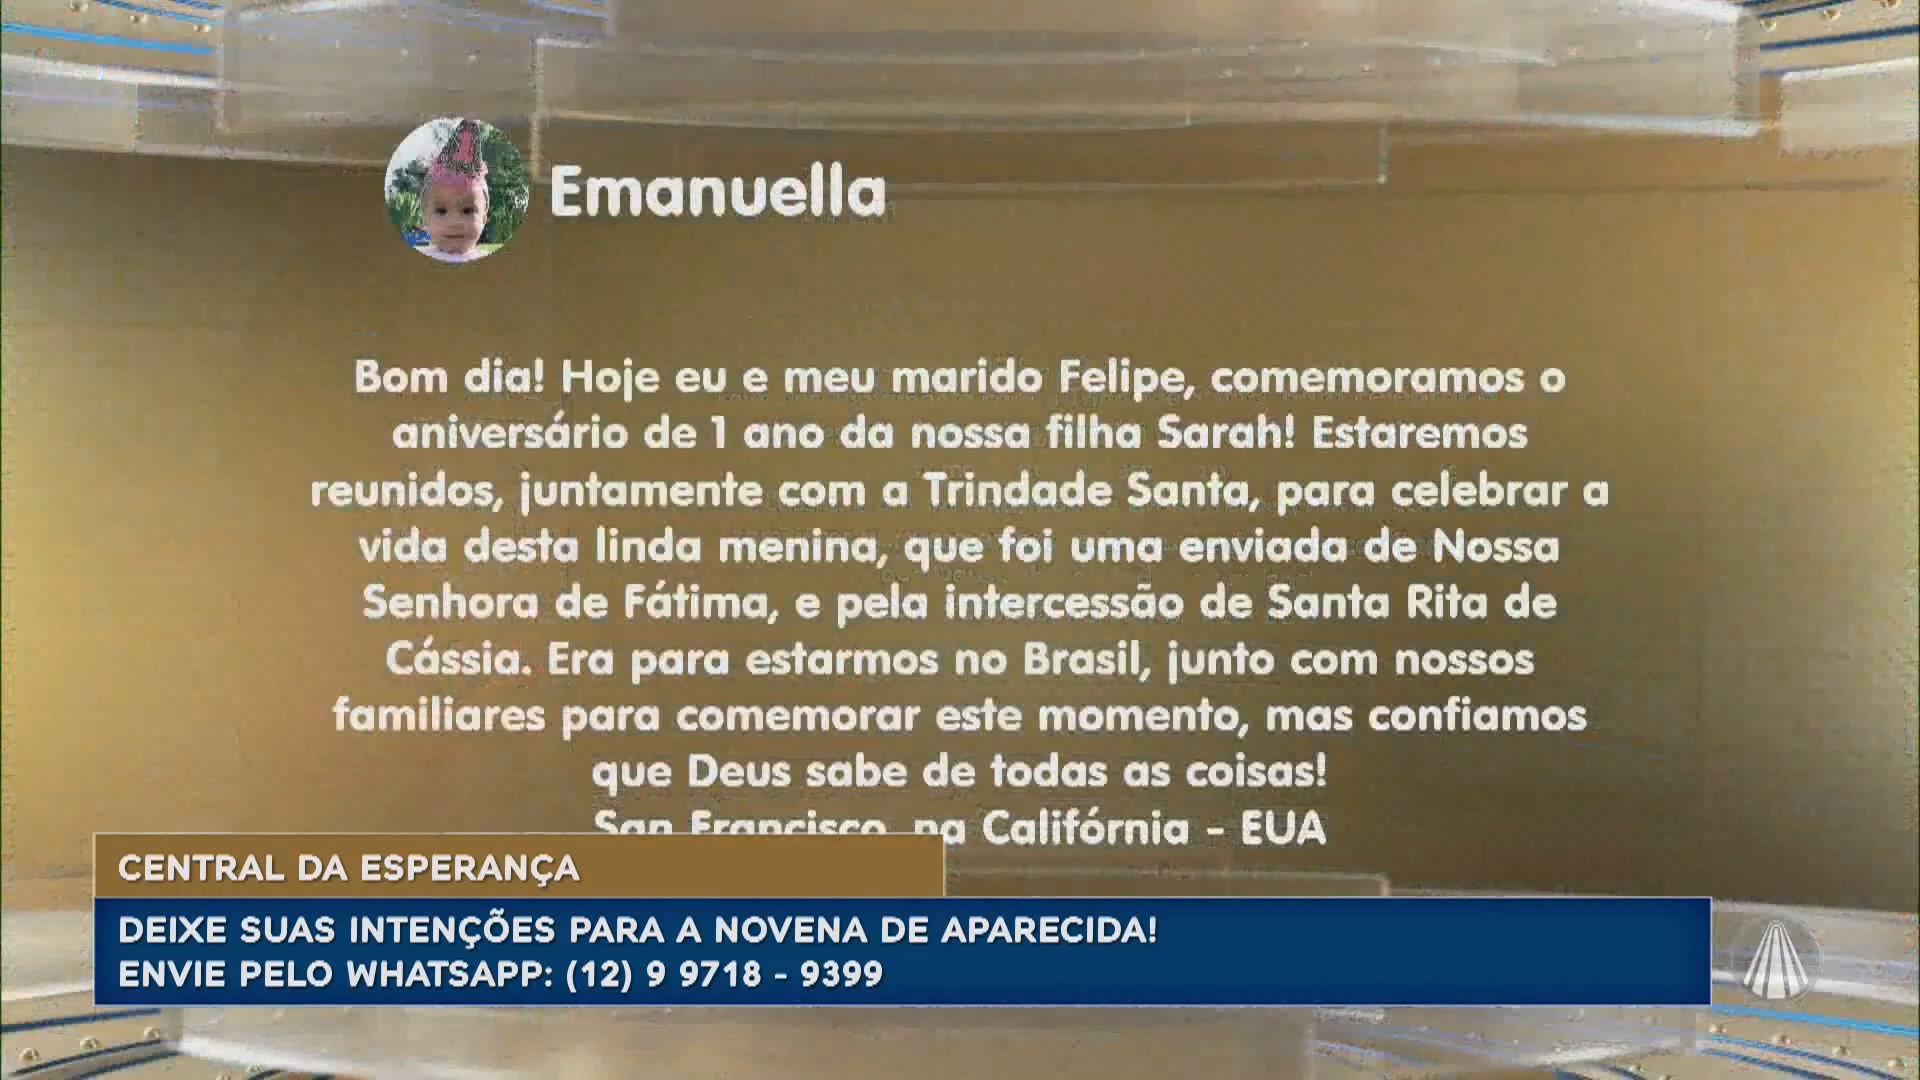 Emanuella
Bom dia! Hoje eu e meu marido Felipe, comemoramos o
aniversário de 1 ano da nossa filha Sarah! Estaremos
reunidos, juntamente com a Trindade Santa, para celebrar a
vida desta linda menina, que foi uma enviada de Nossa
Senhora de Fátima, e pela intercessão de Santa Rita de
Cássia. Era para estarmos no Brasil, junto com nossos
familiares para comemorar este momento, mas confiamos
que Deus sabe de todas as coisas!
San Francisco, na Califórnia - EUA
CENTRAL DA ESPERANÇA
DEIXE SUAS INTENÇÕES PARA A NOVENA DE APARECIDA!
ENVIE PELO WHATSAPP: (12) 9 9718 - 9399